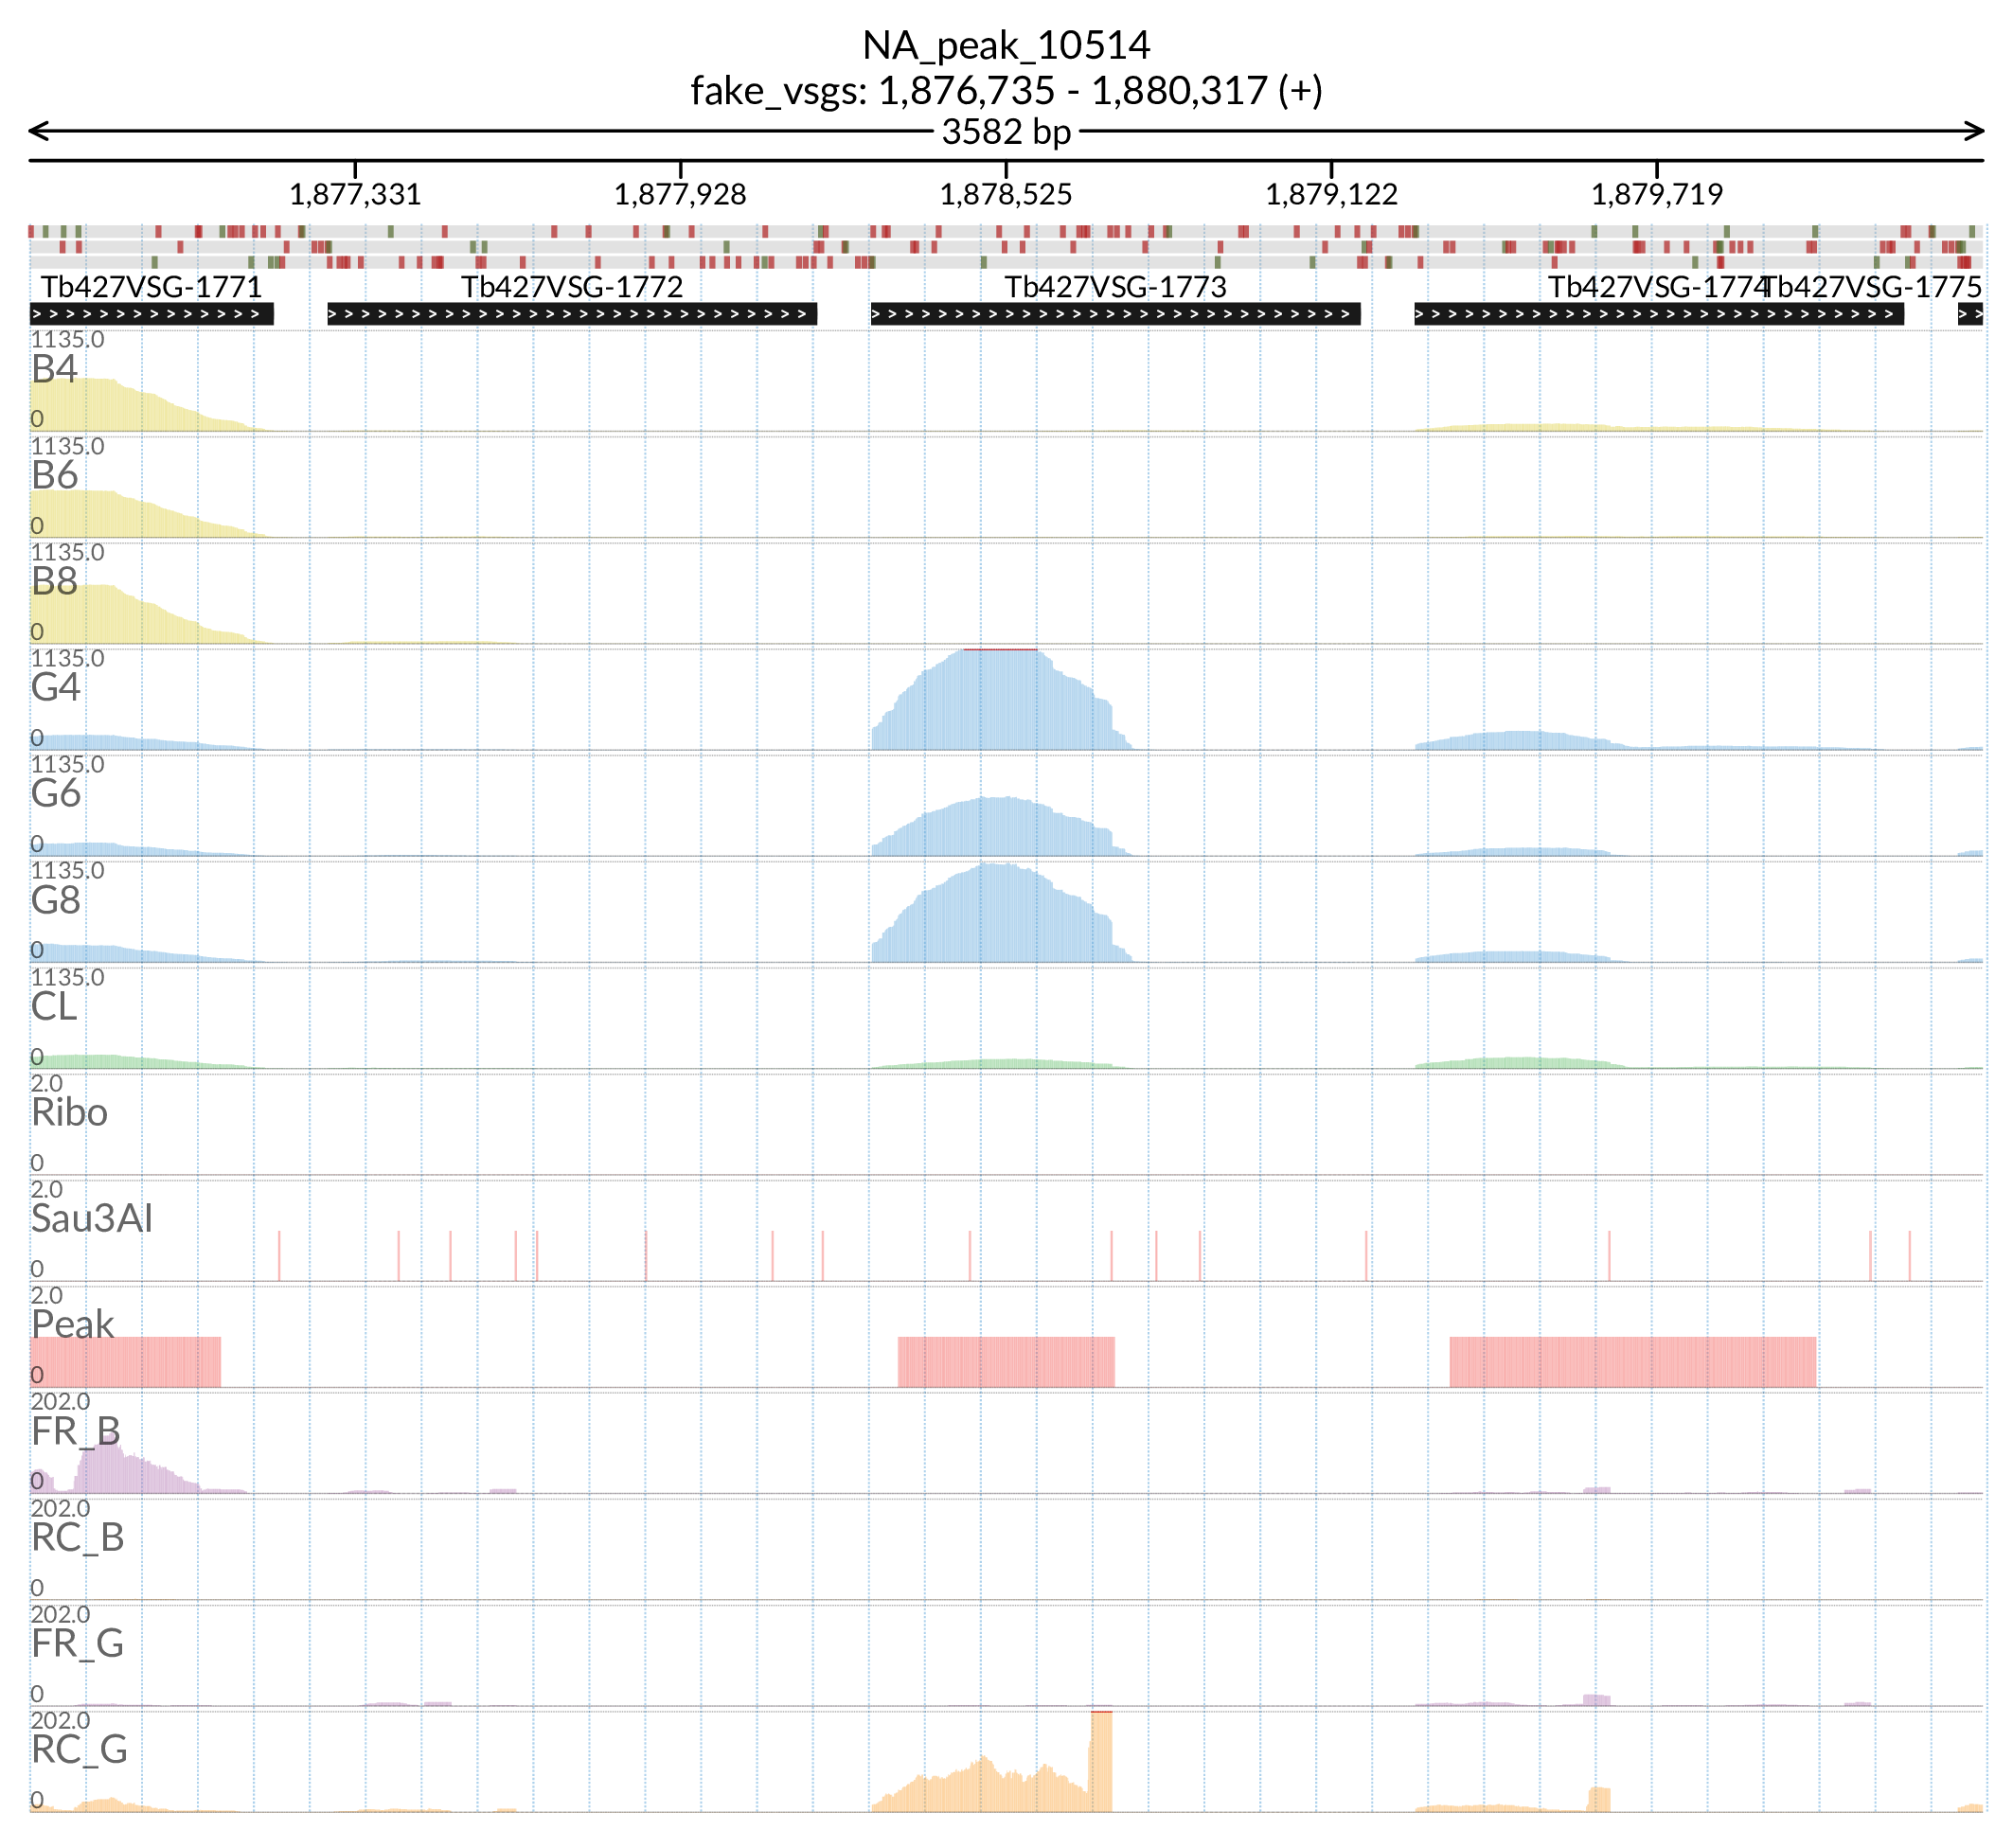 NA_peak_10514
fake_vsgs: 1,876,735 - 1,880,317 (+)
3582 bp
1,877,331 1,877,928 1,878,525 1,879,122 1,879,719
Tb427VSG-1771 Tb427VSG-1772 Tb427VSG-1773 Tb427VSG-1774 Tb427VSG-1775
1135.0
B4
0
1135.0
B6
0
1135.0
B8
0
1135.0
G4
0
1135.0
G6
0
1135.0
G8
0
1135.0
CL
0
2.0
Ribo
0
2.0
Sau3AI
0
2.0
Peak
0
202.0
FR_B
0
202.0
RC_B
0
202.0
FR_G
0
202.0
RC_G
0